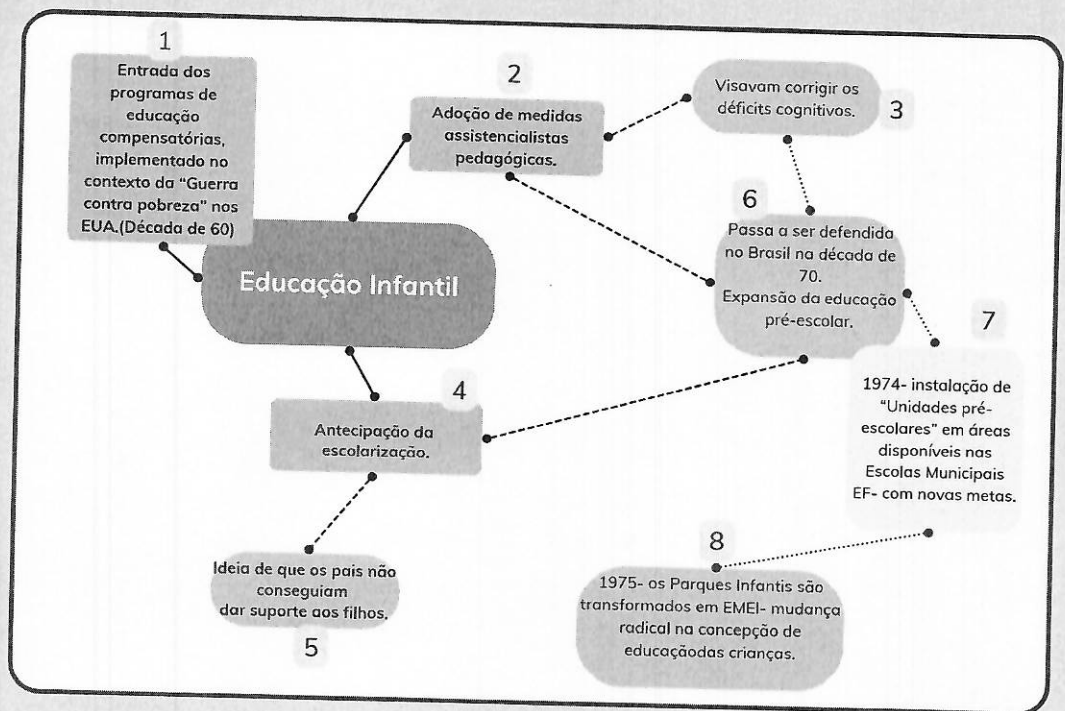 1
Entrada dos
programas de
educação
compensatórias,
implementado no
contexto da “Guerra
contra pobreza” nos
EUA.(Década de 60)
2
Adoção de medidas
assistencialistas
pedagógicas.
Visavam corrigir os
déficits cognitivos.
3
Educação Infantil
6
Passa a ser defendida
no Brasil na década de
70.
Expansão da educação
pré-escolar.
7
1974- instalação de
“Unidades pré-
escolares” em áreas
disponíveis nas
Escolas Municipais
EF- com novas metas.
4
Antecipação da
escolarização.
Ideia de que os pais não
conseguiam
dar suporte aos filhos.
5
8
1975- os Parques Infantis são
transformados em EMEI- mudança
radical na concepção de
educaçãodas crianças.